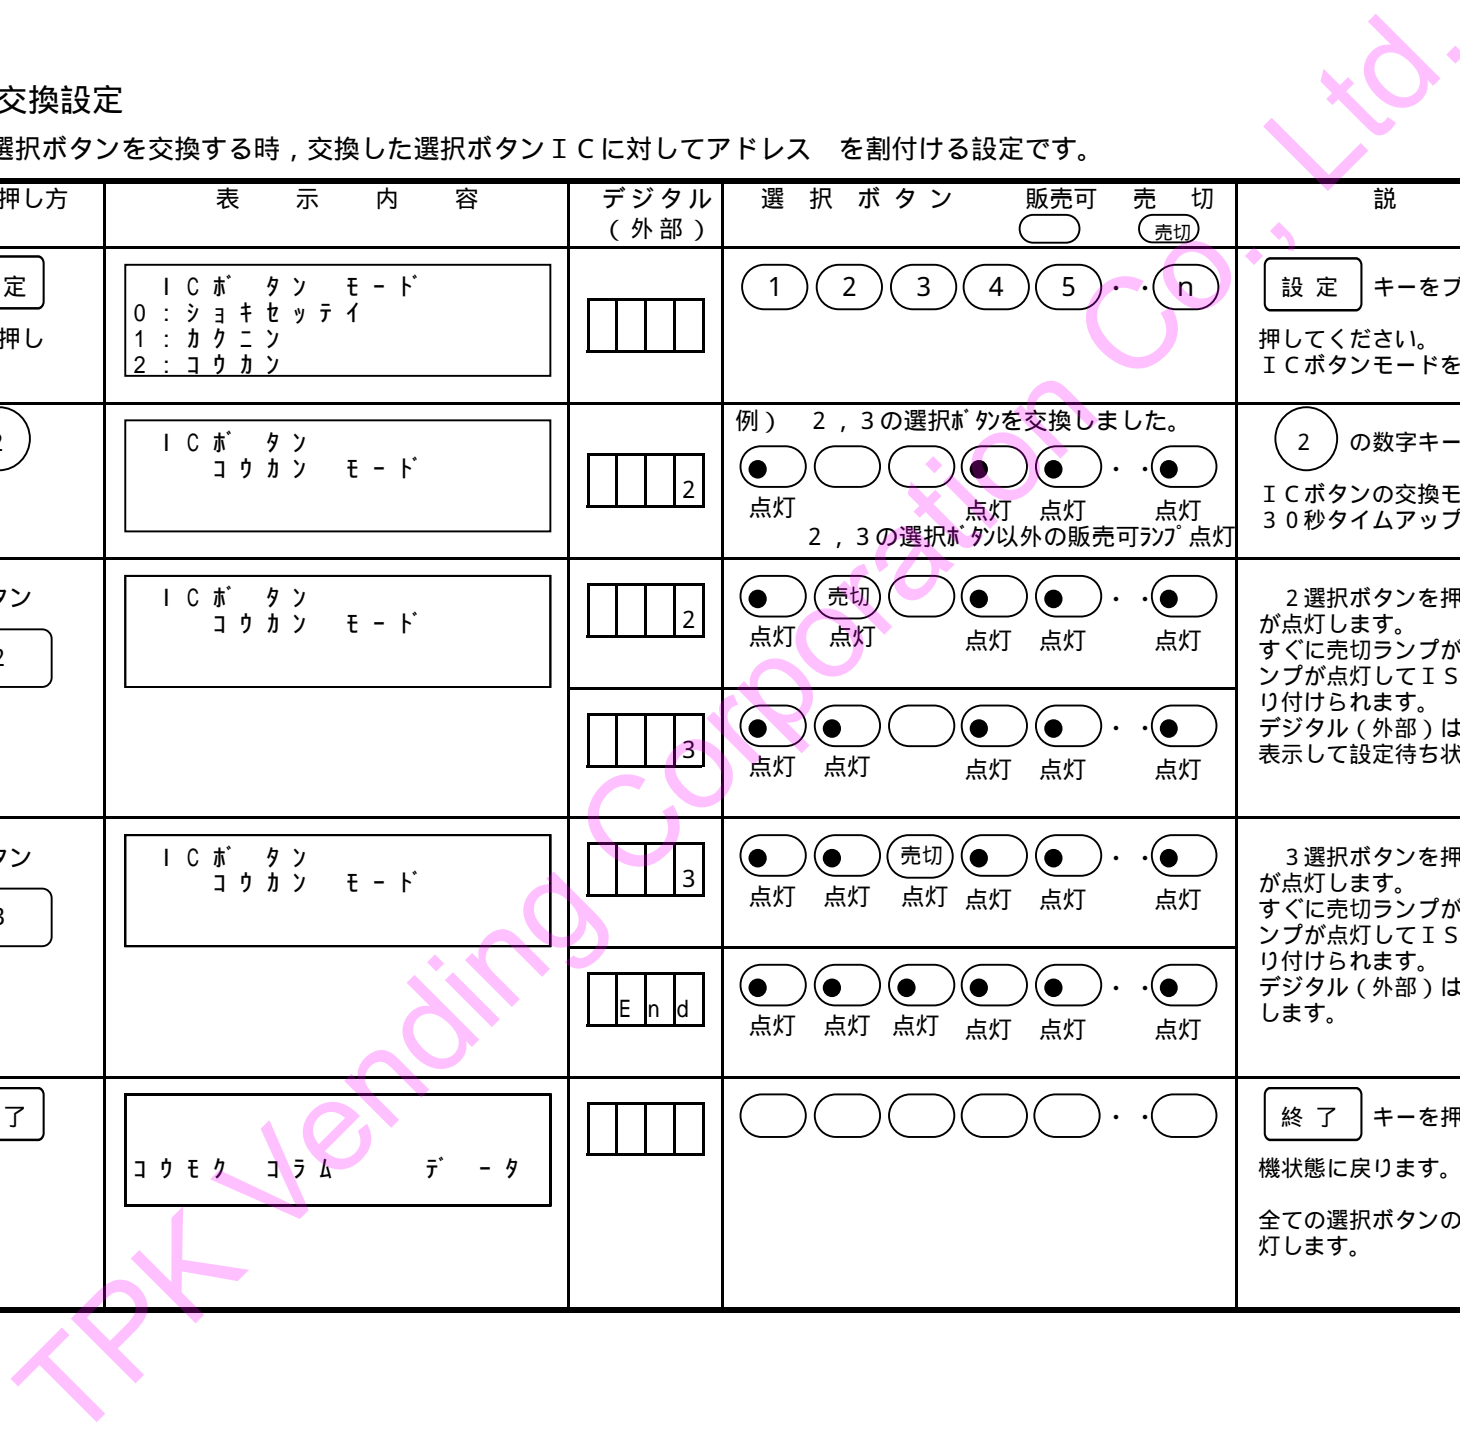 交換設定
選択ボタンを交換する時，交換した選択ボタンＩＣに対してアドレス　を割付ける設定です。
押し方 表示内容 デジタル（外部） 選択ボタン 販売可 売切 説
売切
定
押し
ＩＣﾎﾞﾀﾝ ﾓｰﾄﾞ
0:ｼｮｷｾｯﾃｲ
1:ｶｸﾆﾝ
2:ｺｳｶﾝ
1 2 3 4 5 ・・ n
設定 キーをプ
押してください。
ＩＣボタンモードを
2
ＩＣﾎﾞﾀﾝ
ｺｳｶﾝ ﾓｰﾄﾞ
2
例） ２，３の選択ﾎﾞﾀﾝを交換しました。
・・
点灯 点灯 点灯 点灯
２，３の選択ﾎﾞﾀﾝ以外の販売可ﾗﾝﾌﾟ点灯
2 の数字キー
ＩＣボタンの交換モ
３０秒タイムアップ
タン
2
ＩＣﾎﾞﾀﾝ
ｺｳｶﾝ ﾓｰﾄﾞ
2
売切 ・・
点灯 点灯 点灯 点灯 点灯
3
・・
点灯 点灯 点灯 点灯 点灯
２選択ボタンを押
が点灯します。
すぐに売切ランプが
ンプが点灯してＩＳ
り付けられます。
デジタル（外部）は
表示して設定待ち状
タン
3
ＩＣﾎﾞﾀﾝ
ｺｳｶﾝ ﾓｰﾄﾞ
3
売切 ・・
点灯 点灯 点灯 点灯 点灯 点灯
End
・・
点灯 点灯 点灯 点灯 点灯 点灯
３選択ボタンを押
が点灯します。
すぐに売切ランプが
ンプが点灯してＩＳ
り付けられます。
デジタル（外部）は
します。
了
ｺｳﾓｸ ｺﾗﾑ ﾃﾞｰﾀ
・・
終了 キーを押
機状態に戻ります。
全ての選択ボタンの
灯します。
TPK Vending Corporation Co., Ltd.